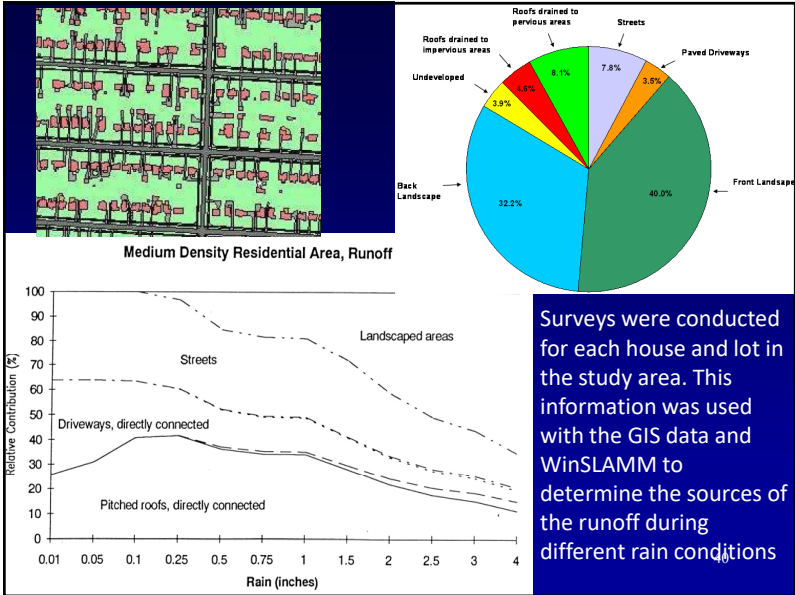 Roofs drained to
pervious areas
Streets
Roofs drained to
impervious areas
Paved Driveways
Undeveloped
8.1%
7.8%
4.6%
3.5%
3.9%
Back
Landscape
32.2%
40.0%
Front Landsape
Medium Density Residential Area, Runoff
Relative Contribution (%)
100
90
80
70
60
50
40
30
20
10
0
Landscaped areas
Streets
Driveways, directly connected
Pitched roofs, directly connected
0.01 0.05 0.1 0.25 0.5 0.75 1 1.5 2 2.5 3 4
Rain (inches)
Surveys were conducted
for each house and lot in
the study area. This
information was used
with the GIS data and
WinSLAMM to
determine the sources of
the runoff during
different rain conditions
40